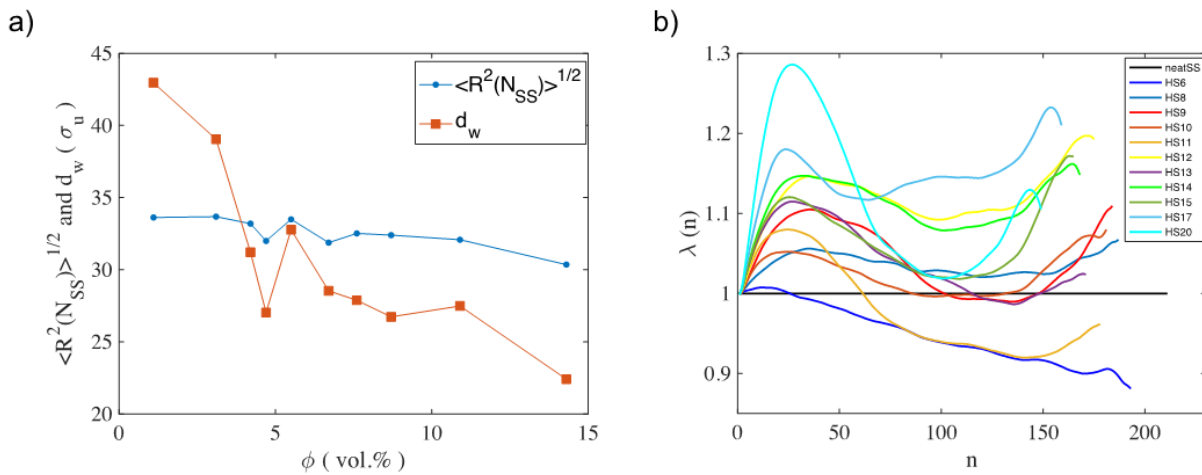 a)
45
40
35
30
25
20
<R²(N_SS)>^1/2 and d_w ( σ_u )
<R²(N_SS)>^1/2
d_w
0
5
10
15
ϕ ( vol.% )
b)
1.3
1.2
1.1
1
0.9
λ (n)
neatSS
HS6
HS8
HS9
HS10
HS11
HS12
HS13
HS14
HS15
HS17
HS20
0
50
100
150
200
n